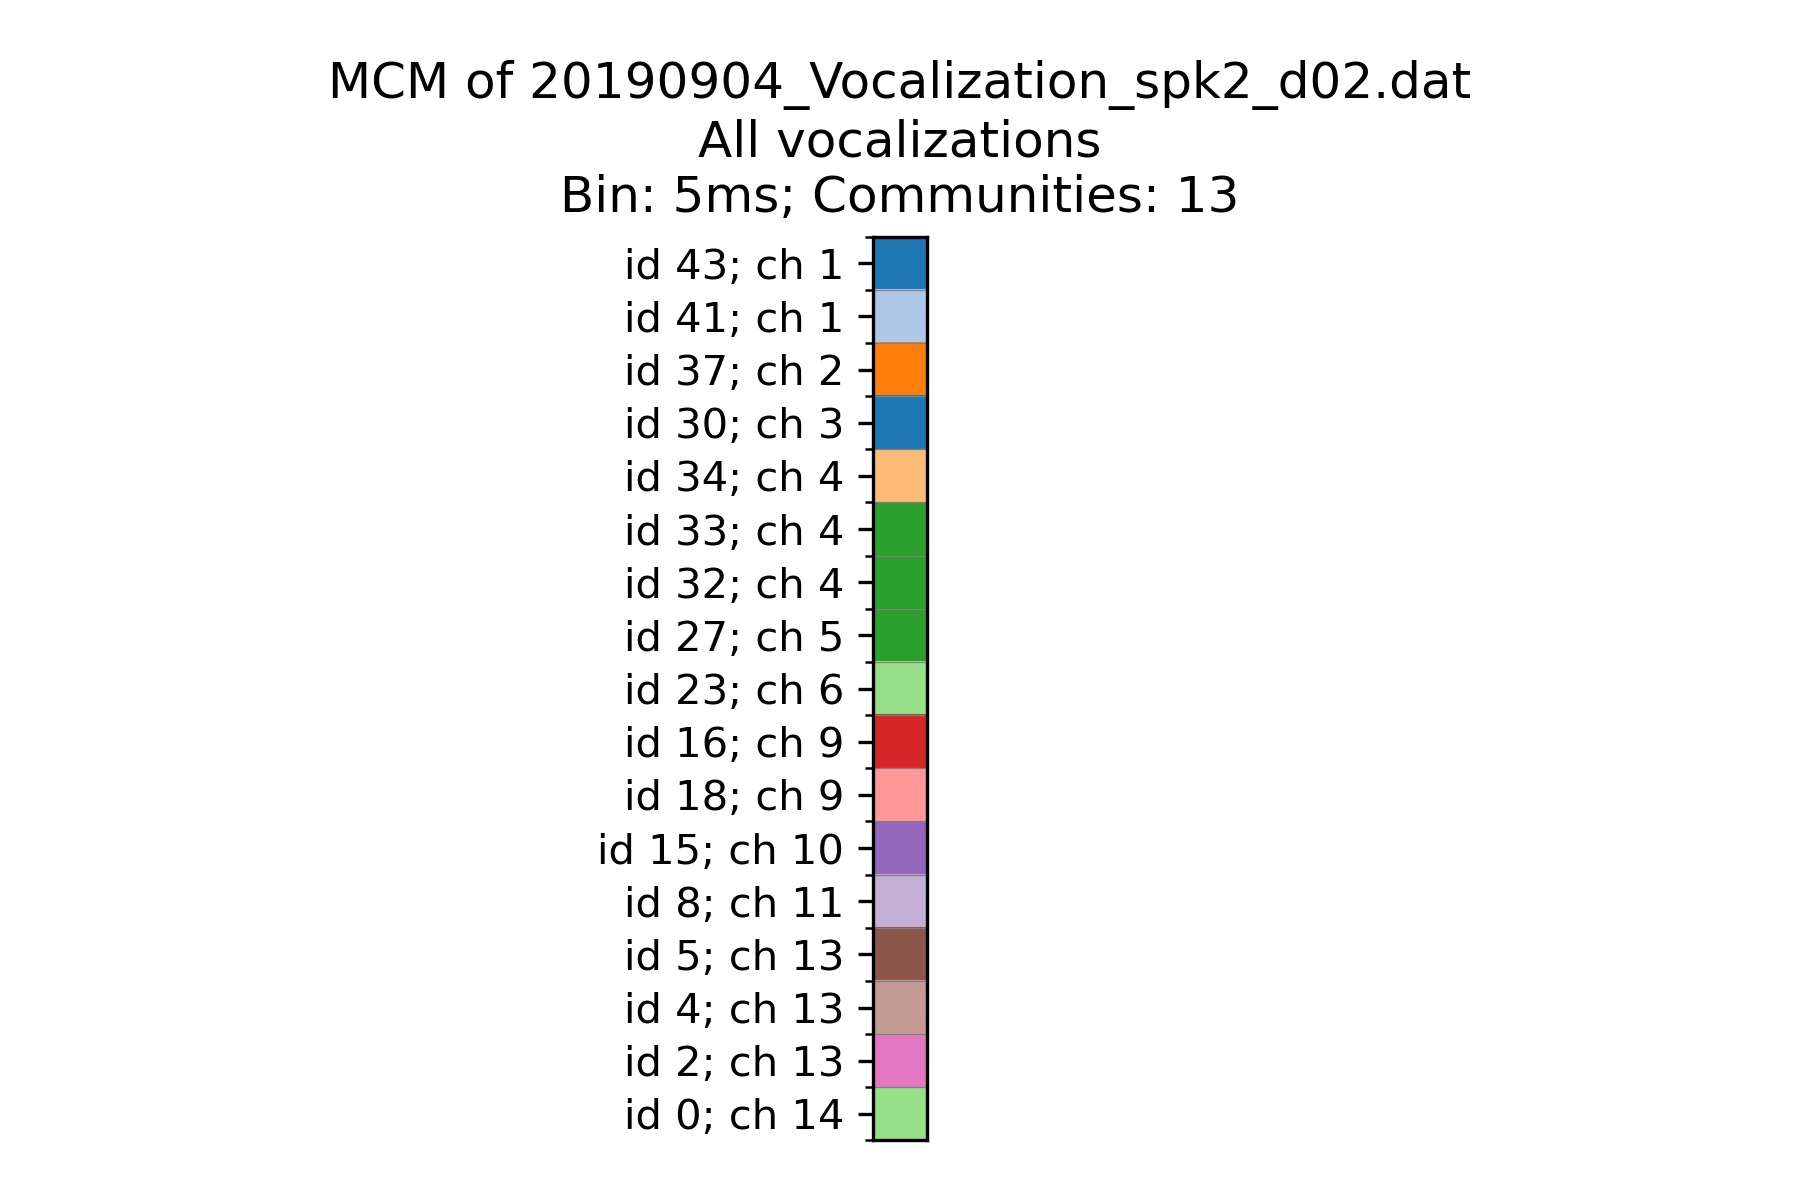 MCM of 20190904_Vocalization_spk2_d02.dat
All vocalizations
Bin: 5ms; Communities: 13
id 43; ch 1
id 41; ch 1
id 37; ch 2
id 30; ch 3
id 34; ch 4
id 33; ch 4
id 32; ch 4
id 27; ch 5
id 23; ch 6
id 16; ch 9
id 18; ch 9
id 15; ch 10
id 8; ch 11
id 5; ch 13
id 4; ch 13
id 2; ch 13
id 0; ch 14